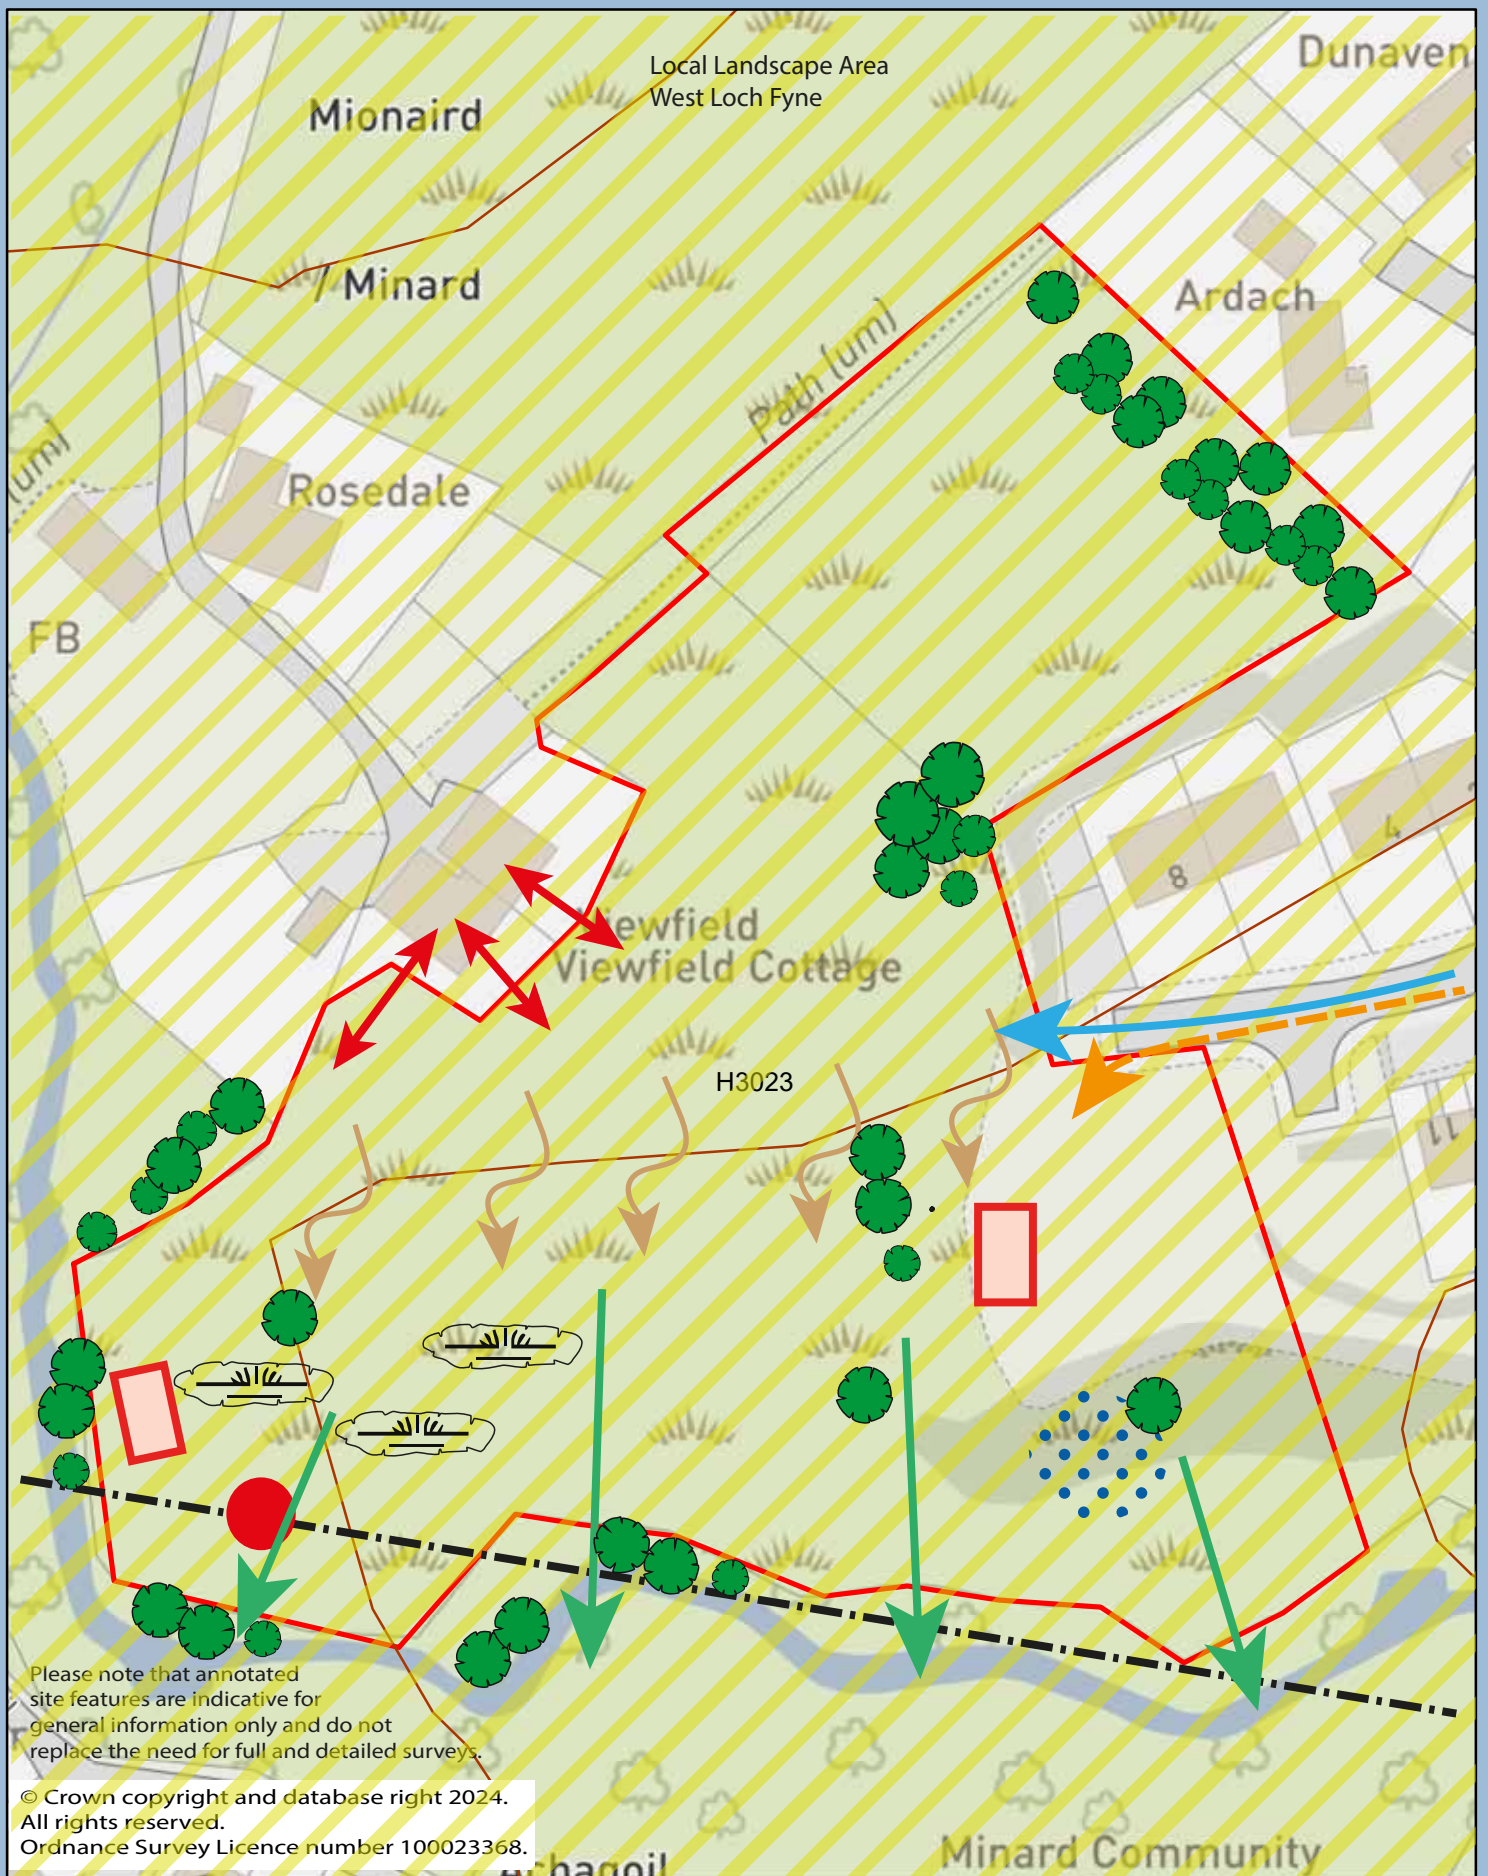 Dunaven
Local Landscape Area
West Loch Fyne
Mionaird
/ Minard
Ardach
Path (um)
(um)
Rosedale
FB
8
4
Viewfield
Viewfield Cottage
H3023
11
Please note that annotated
site features are indicative for
general information only and do not
replace the need for full and detailed surveys.
© Crown copyright and database right 2024.
All rights reserved.
Ordnance Survey Licence number 100023368.
Minard Community